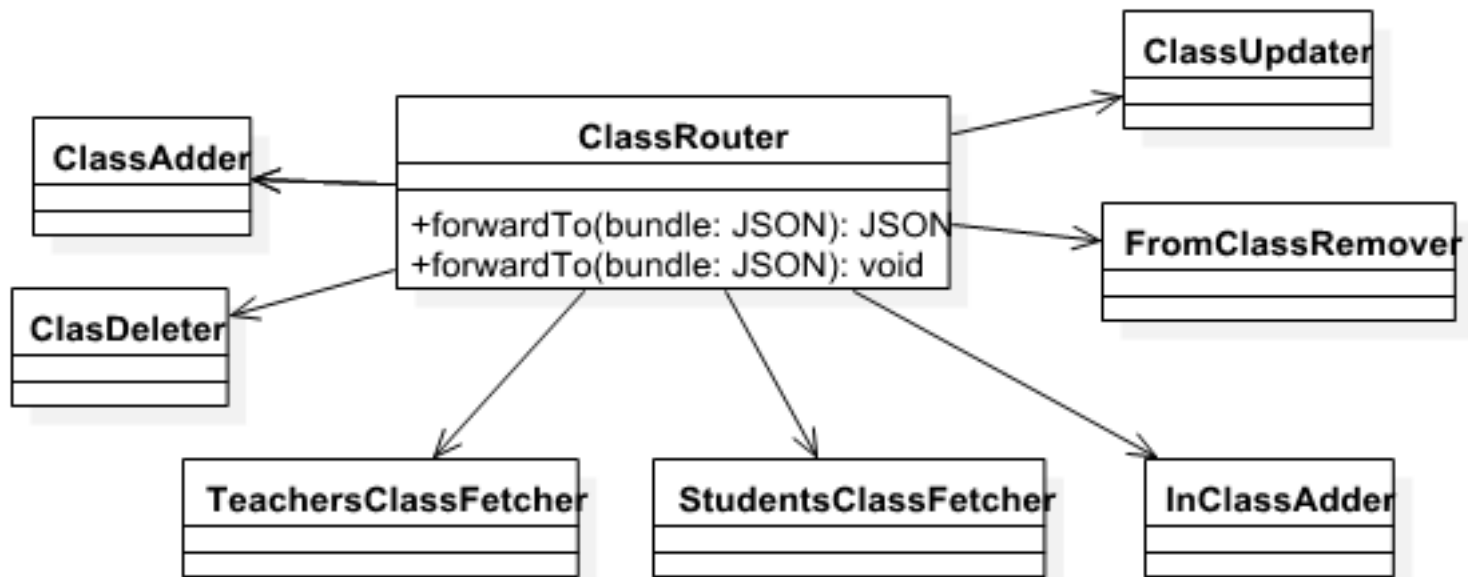 ClassUpdater
ClassRouter
ClassAdder
+forwardTo(bundle: JSON): JSON
+forwardTo(bundle: JSON): void
FromClassRemover
ClasDeleter
TeachersClassFetcher
StudentsClassFetcher
InClassAdder